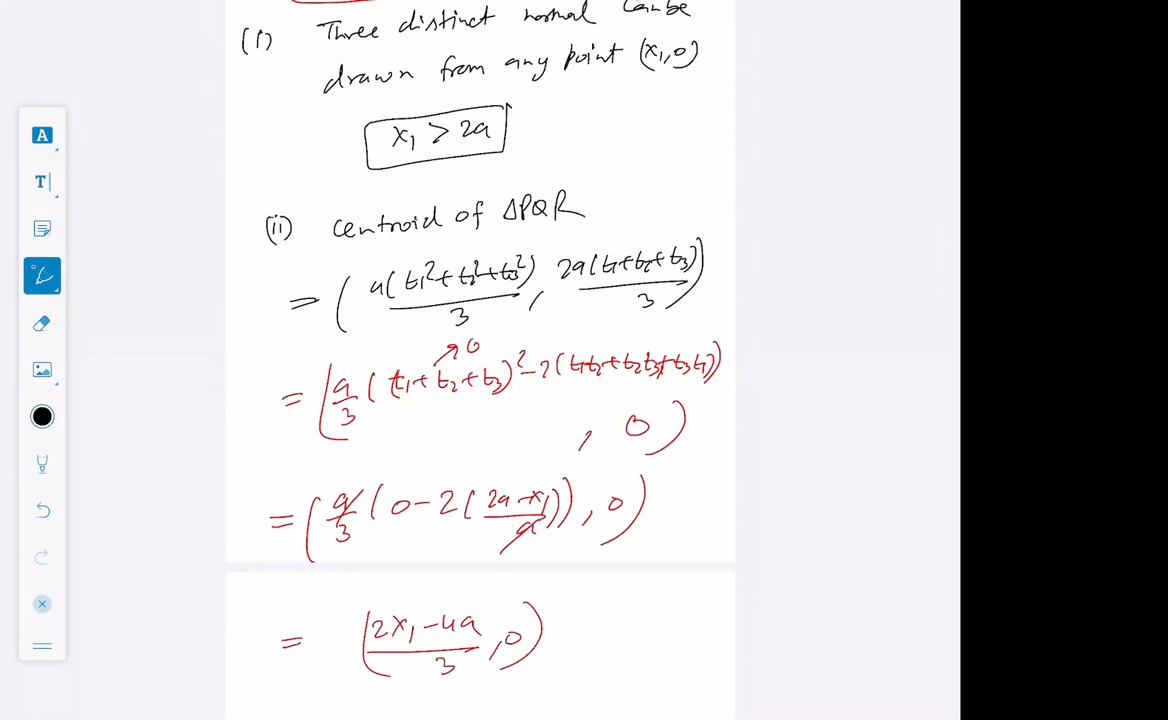 (i) Three distinct normal can be
drawn from any point (x₁,0)
x₁ > 2a
(ii) centroid of ΔPQR
= ( a(t₁²+t₂²+t₃²)/3 , 2a(t₁+t₂+t₃)/3 )
= ( a/3 (t₁+t₂+t₃)² →0 -2(t₁t₂+t₂t₃+t₃t₁)
, 0 )
= ( a/3 (0-2( (2a-x₁)/a )) , 0 )
= ( (2x₁-4a)/3 , 0 )
A
T|